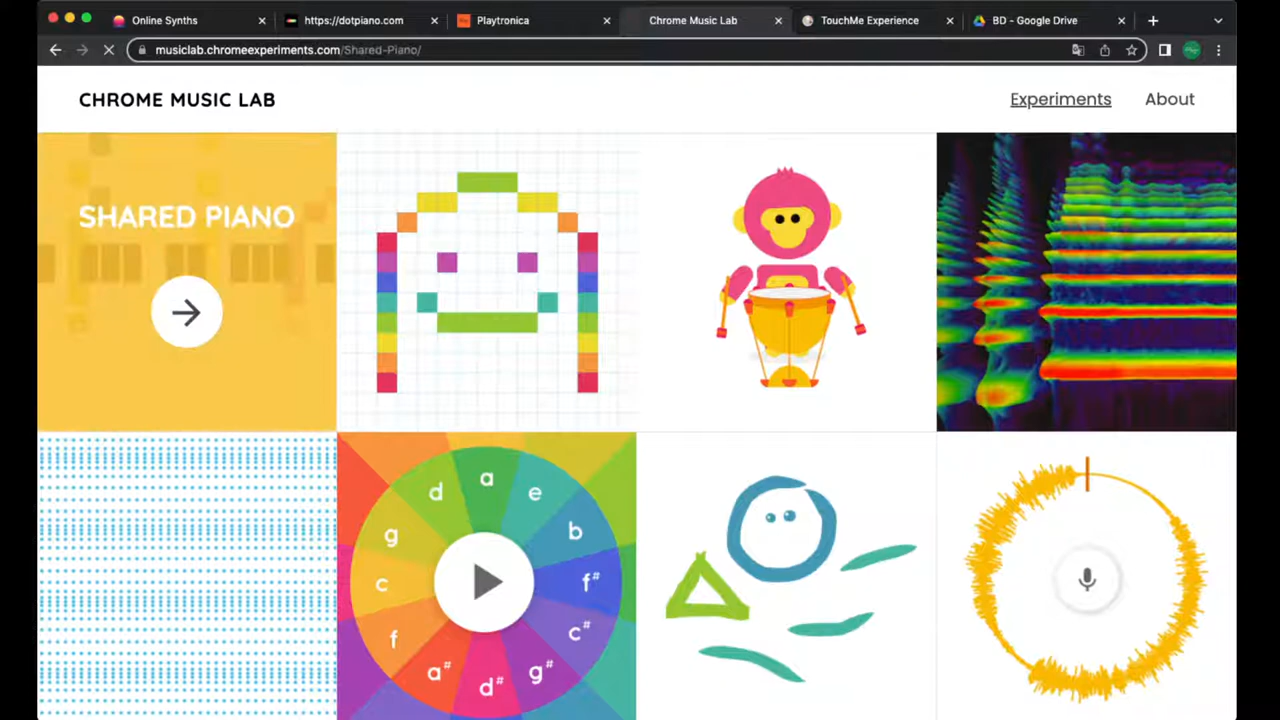 Online Synths
https://dotpiano.com
Playtronica
Chrome Music Lab
TouchMe Experience
BD - Google Drive
musiclab.chromeexperiments.com/Shared-Piano/
CHROME MUSIC LAB
Experiments
About
SHARED PIANO
a
e
b
f#
c#
g#
d#
a#
f
c
g
d